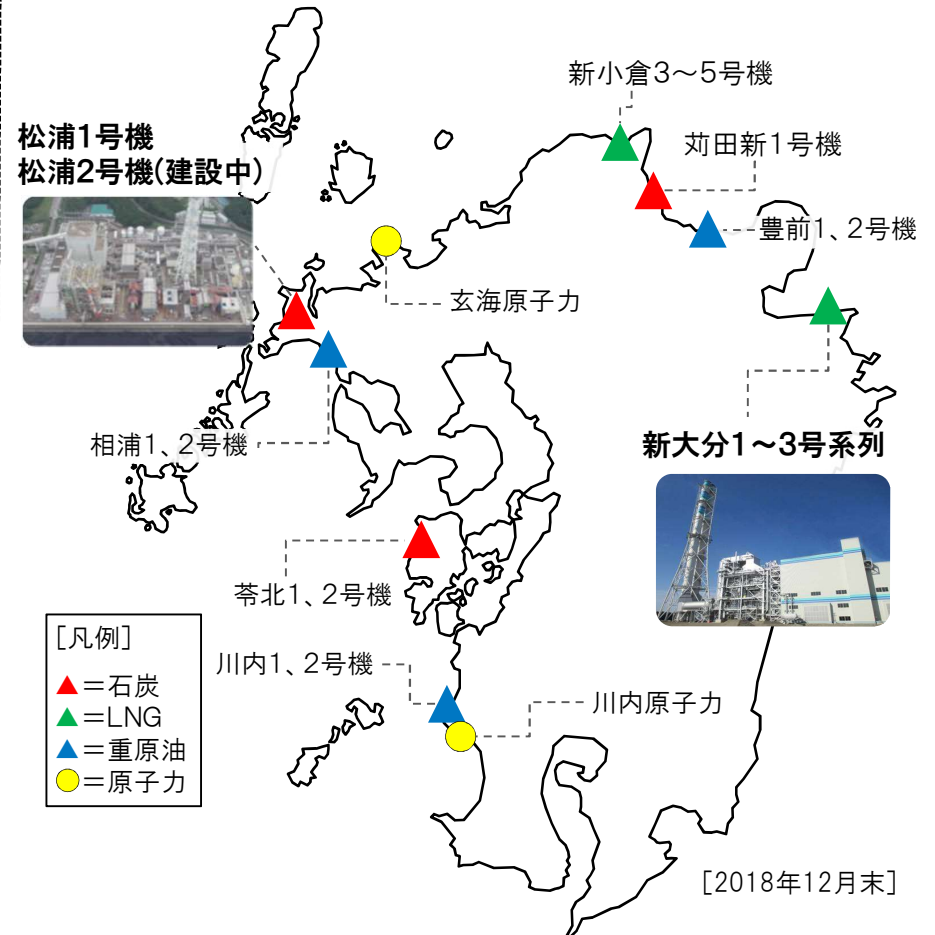 新小倉3～5号機
松浦1号機
松浦2号機(建設中)
苅田新1号機
豊前1、2号機
玄海原子力
相浦1、2号機
新大分1～3号系列
苓北1、2号機
[凡例]
▲＝石炭
▲＝LNG
▲＝重原油
●＝原子力
川内1、2号機
川内原子力
[2018年12月末]